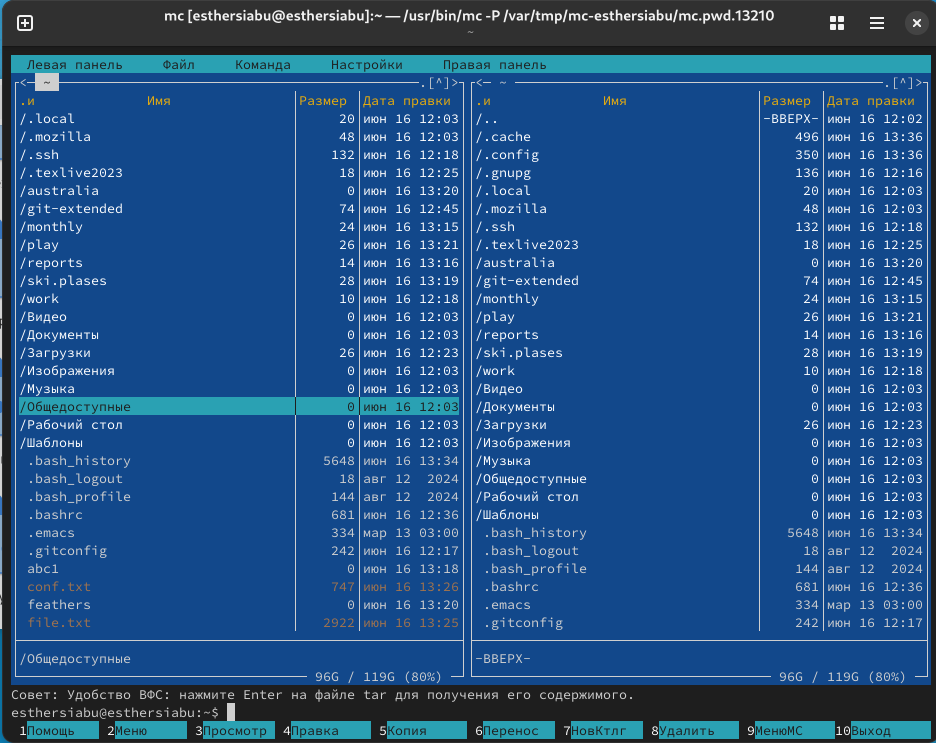 mc [esthersiabu@esthersiabu]:~ — /usr/bin/mc -P /var/tmp/mc-esthersiabu/mc.pwd.13210
~
Левая панель Файл Команда Настройки Правая панель
<— ~ .[^]> <— ~ .[^]>
.и Имя Размер Дата правки .и Имя Размер Дата правки
/.local 20 июн 16 12:03 /.. -ВВЕРХ- июн 16 12:02
/.mozilla 48 июн 16 12:03 /.cache 496 июн 16 13:36
/.ssh 132 июн 16 12:18 /.config 350 июн 16 13:36
/.texlive2023 18 июн 16 12:25 /.gnupg 136 июн 16 12:16
/australia 0 июн 16 13:20 /.local 20 июн 16 12:03
/git-extended 74 июн 16 12:45 /.mozilla 48 июн 16 12:03
/monthly 24 июн 16 13:15 /.ssh 132 июн 16 12:18
/play 26 июн 16 13:21 /.texlive2023 18 июн 16 12:25
/reports 14 июн 16 13:16 /australia 0 июн 16 13:20
/ski.plases 28 июн 16 13:19 /git-extended 74 июн 16 12:45
/work 10 июн 16 12:18 /monthly 24 июн 16 13:15
/Видео 0 июн 16 12:03 /play 26 июн 16 13:21
/Документы 0 июн 16 12:03 /reports 14 июн 16 13:16
/Загрузки 26 июн 16 12:23 /ski.plases 28 июн 16 13:19
/Изображения 0 июн 16 12:03 /work 10 июн 16 12:18
/Музыка 0 июн 16 12:03 /Видео 0 июн 16 12:03
/Общедоступные 0 июн 16 12:03 /Документы 0 июн 16 12:03
/Рабочий стол 0 июн 16 12:03 /Загрузки 26 июн 16 12:23
/Шаблоны 0 июн 16 12:03 /Изображения 0 июн 16 12:03
.bash_history 5648 июн 16 13:34 /Музыка 0 июн 16 12:03
.bash_logout 18 авг 12 2024 /Общедоступные 0 июн 16 12:03
.bash_profile 144 авг 12 2024 /Рабочий стол 0 июн 16 12:03
.bashrc 681 июн 16 12:36 /Шаблоны 0 июн 16 12:03
.emacs 334 мар 13 03:00 .bash_history 5648 июн 16 13:34
.gitconfig 242 июн 16 12:17 .bash_logout 18 авг 12 2024
abc1 0 июн 16 13:18 .bash_profile 144 авг 12 2024
conf.txt 747 июн 16 13:26 .bashrc 681 июн 16 12:36
feathers 0 июн 16 13:20 .emacs 334 мар 13 03:00
file.txt 2922 июн 16 13:25 .gitconfig 242 июн 16 12:17
/Общедоступные -ВВЕРХ-
96G / 119G (80%) 96G / 119G (80%)
Совет: Удобство ВФС: нажмите Enter на файле tar для получения его содержимого.
esthersiabu@esthersiabu:~$
1Помощь 2Меню 3Просмотр 4Правка 5Копия 6Перенос 7НовКтлг 8Удалить 9МенюМС 10Выход